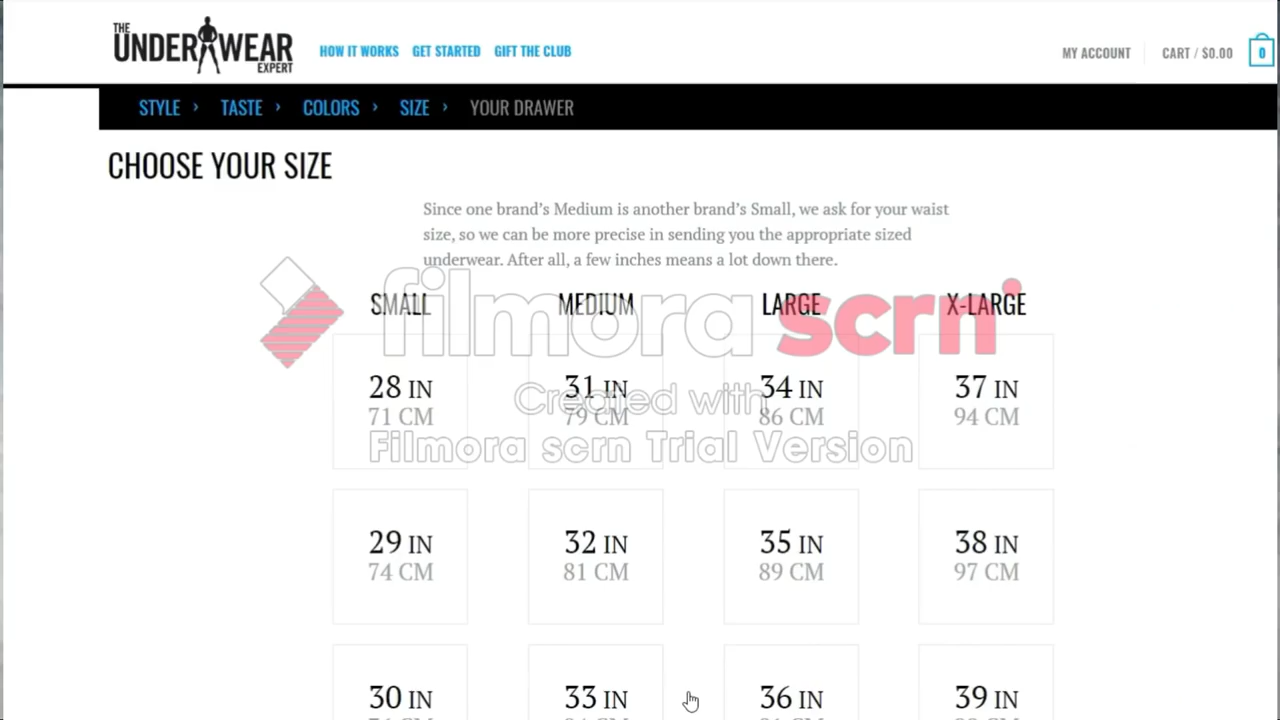 THE
UNDERWEAR
EXPERT
HOW IT WORKS GET STARTED GIFT THE CLUB
MY ACCOUNT CART / $0.00 0
STYLE › TASTE › COLORS › SIZE › YOUR DRAWER
CHOOSE YOUR SIZE
Since one brand's Medium is another brand's Small, we ask for your waist
size, so we can be more precise in sending you the appropriate sized
underwear. After all, a few inches means a lot down there.
SMALL MEDIUM LARGE X-LARGE
filmora scrn
28 IN 31 IN 34 IN 37 IN
71 CM 79 CM 86 CM 94 CM
Created with
Filmora scrn Trial Version
29 IN 32 IN 35 IN 38 IN
74 CM 81 CM 89 CM 97 CM
30 IN 33 IN 36 IN 39 IN